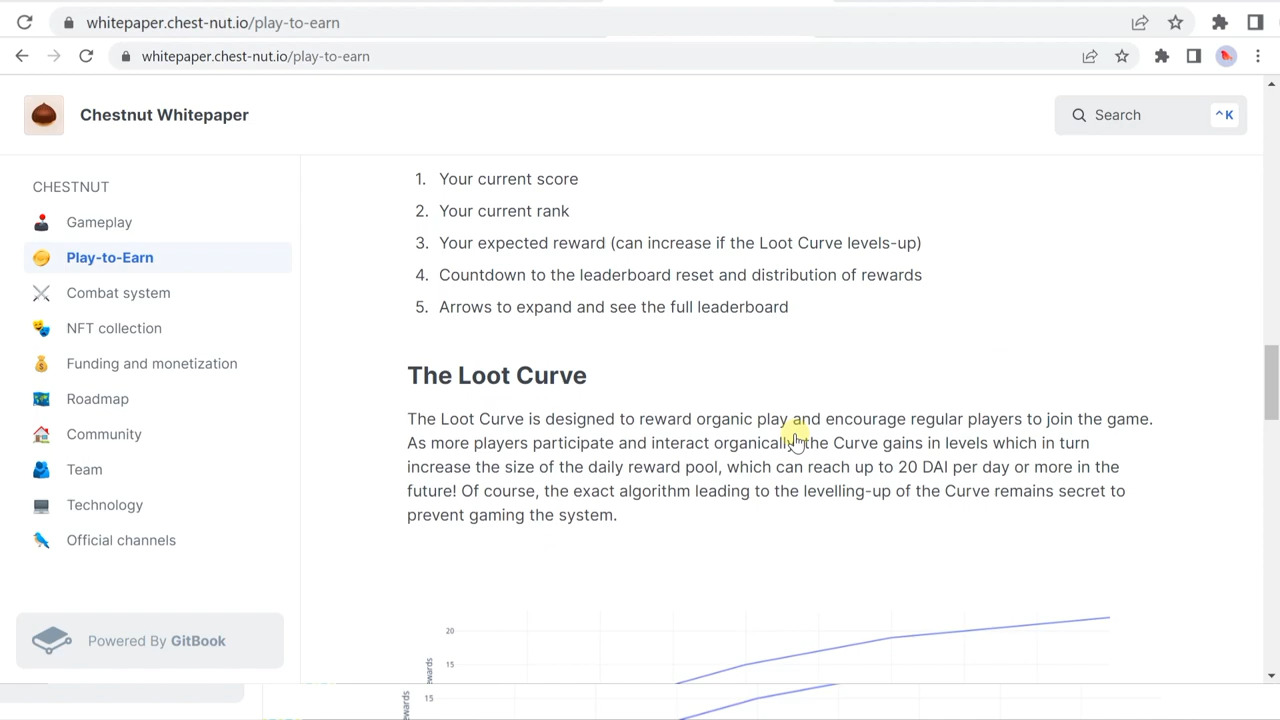 whitepaper.chest-nut.io/play-to-earn
whitepaper.chest-nut.io/play-to-earn
Chestnut Whitepaper
Search
^K
CHESTNUT
Gameplay
Play-to-Earn
Combat system
NFT collection
Funding and monetization
Roadmap
Community
Team
Technology
Official channels
Powered By GitBook
1. Your current score
2. Your current rank
3. Your expected reward (can increase if the Loot Curve levels-up)
4. Countdown to the leaderboard reset and distribution of rewards
5. Arrows to expand and see the full leaderboard
The Loot Curve
The Loot Curve is designed to reward organic play and encourage regular players to join the game.
As more players participate and interact organically the Curve gains in levels which in turn
increase the size of the daily reward pool, which can reach up to 20 DAI per day or more in the
future! Of course, the exact algorithm leading to the levelling-up of the Curve remains secret to
prevent gaming the system.
20
15
15